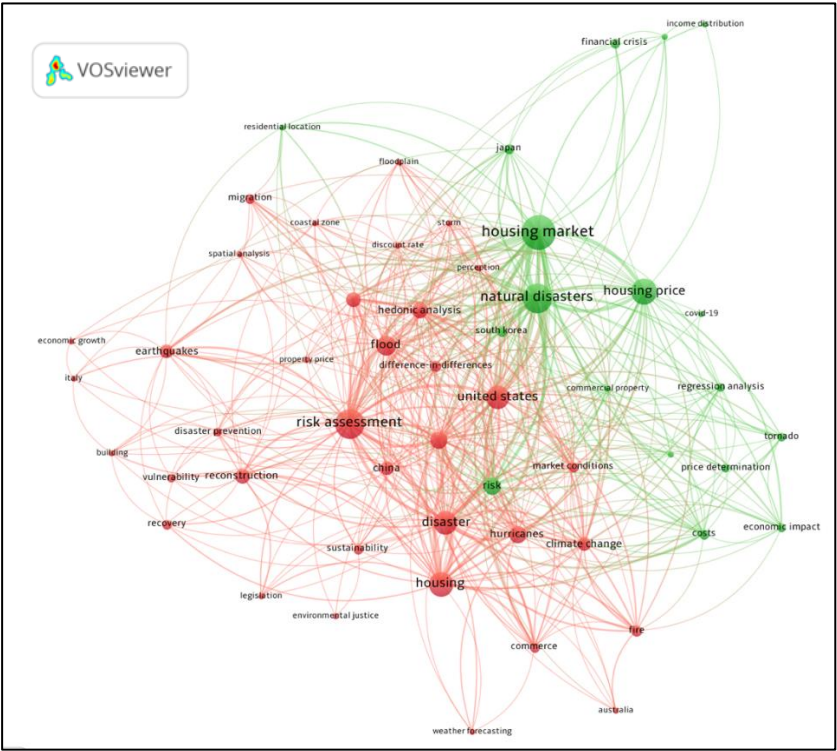 income distribution
financial crisis
VOSviewer
residential location
japan
floodplain
migration
coastal zone
storm
housing market
discount rate
spatial analysis
perception
natural disasters
housing price
hedonic analysis
covid-19
south korea
economic growth
flood
earthquakes
property price
difference-in-differences
italy
commercial property
regression analysis
united states
risk assessment
disaster prevention
tornado
building
china
market conditions
price determination
vulnerability
reconstruction
risk
recovery
disaster
economic impact
hurricanes
costs
sustainability
climate change
housing
legislation
environmental justice
fire
commerce
australia
weather forecasting